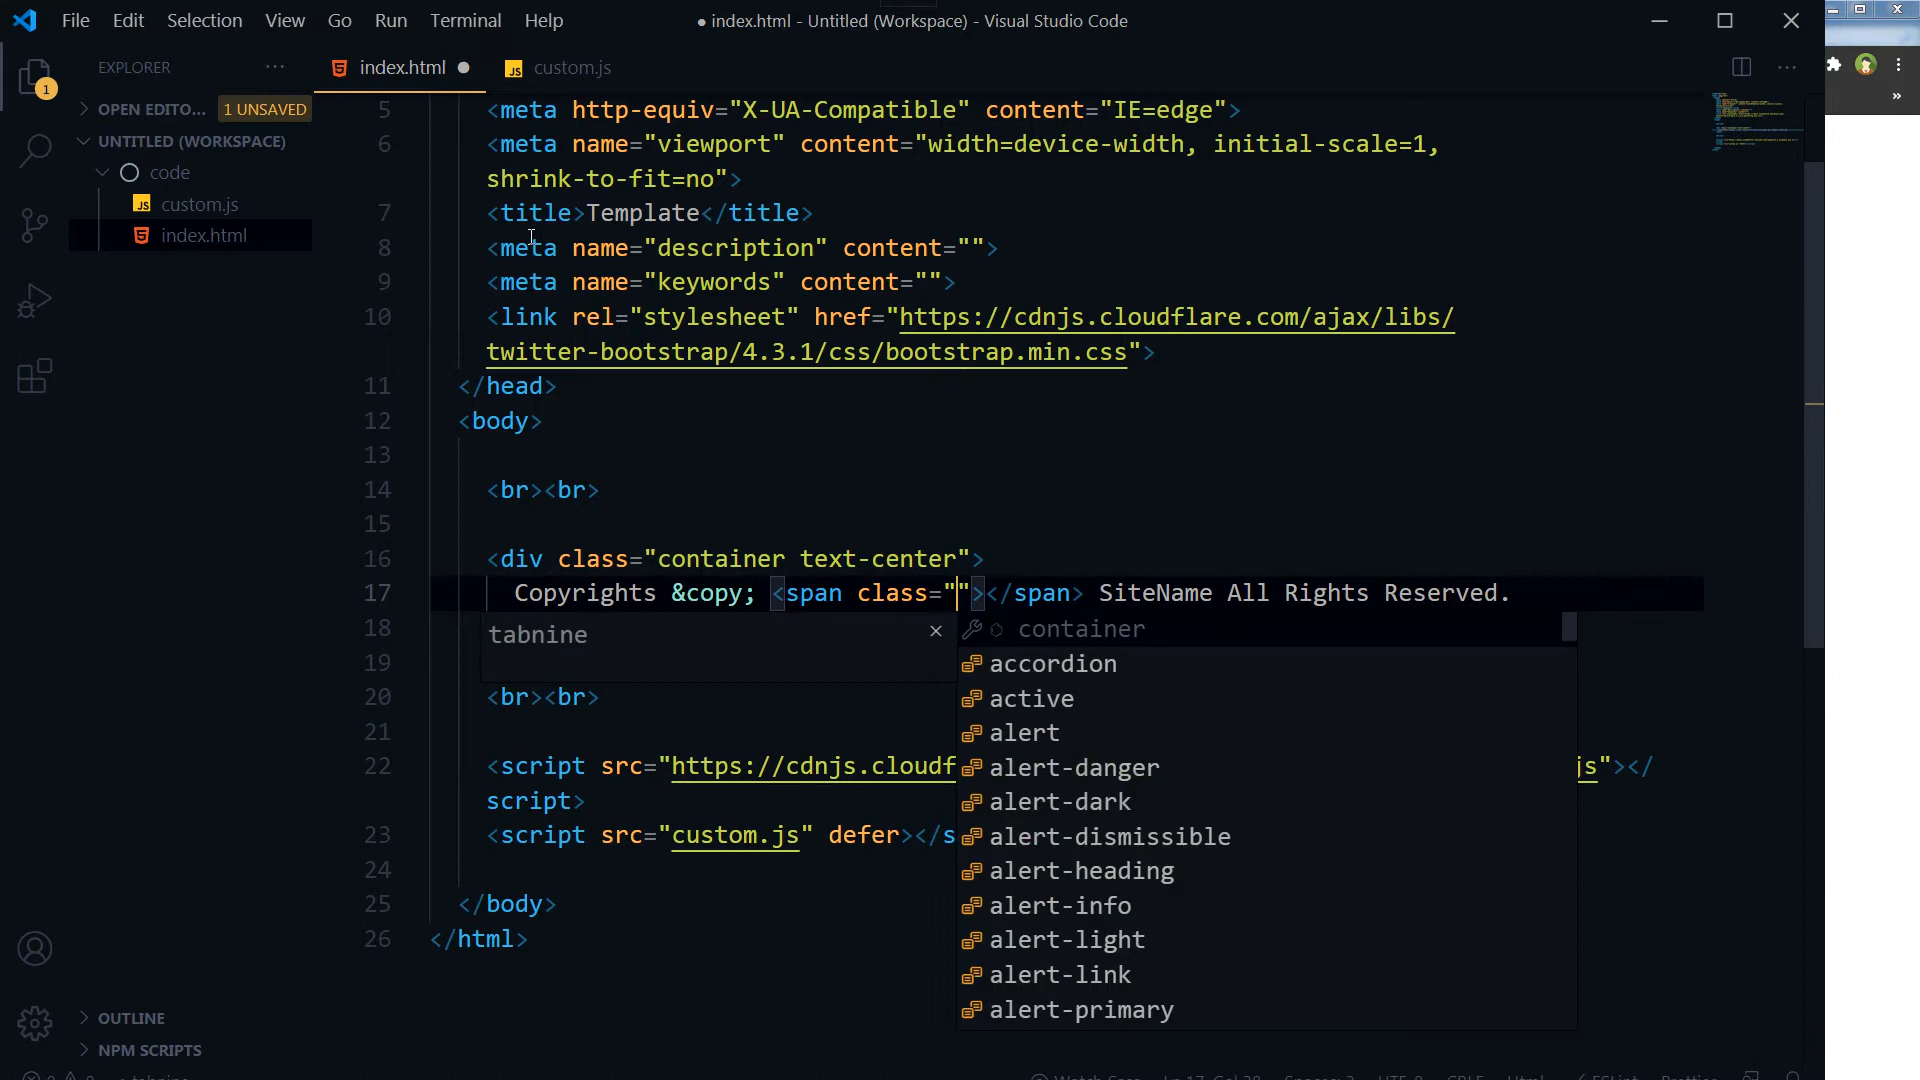 File Edit Selection View Go Run Terminal Help
● index.html - Untitled (Workspace) - Visual Studio Code
EXPLORER
1
OPEN EDITO... 1 UNSAVED
UNTITLED (WORKSPACE)
code
JS custom.js
index.html
OUTLINE
NPM SCRIPTS
index.html ● JS custom.js
5 <meta http-equiv="X-UA-Compatible" content="IE=edge">
6 <meta name="viewport" content="width=device-width, initial-scale=1,
shrink-to-fit=no">
7 <title>Template</title>
8 <meta name="description" content="">
9 <meta name="keywords" content="">
10 <link rel="stylesheet" href="https://cdnjs.cloudflare.com/ajax/libs/
twitter-bootstrap/4.3.1/css/bootstrap.min.css">
11 </head>
12 <body>
13
14 <br><br>
15
16 <div class="container text-center">
17 Copyrights &copy; <span class=""></span> SiteName All Rights Reserved.
18
19
20 <br><br>
21
22 <script src="https://cdnjs.cloudf js"></
script>
23 <script src="custom.js" defer></s
24
25 </body>
26 </html>
tabnine
container
accordion
active
alert
alert-danger
alert-dark
alert-dismissible
alert-heading
alert-info
alert-light
alert-link
alert-primary